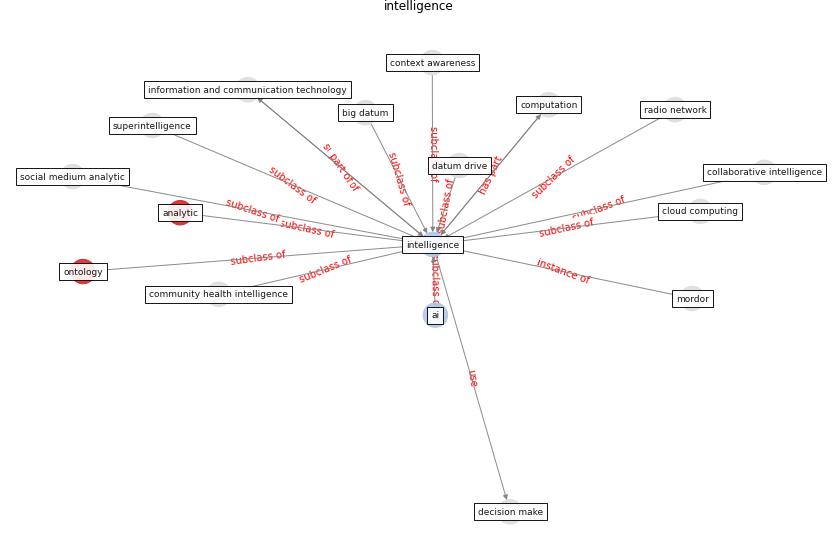 intelligence
context awareness
information and communication technology
computation
big datum
radio network
superintelligence
subclass of
part of
of
subclass of
datum drive
has part
subclass of
collaborative intelligence
social medium analytic
subclass of
subclass of
subclass of
analytic
subclass of
subclass of
subclass of
cloud computing
subclass of
intelligence
ontology
subclass of
subclass of
instance of
community health intelligence
mordor
subclass of
ai
use
decision make